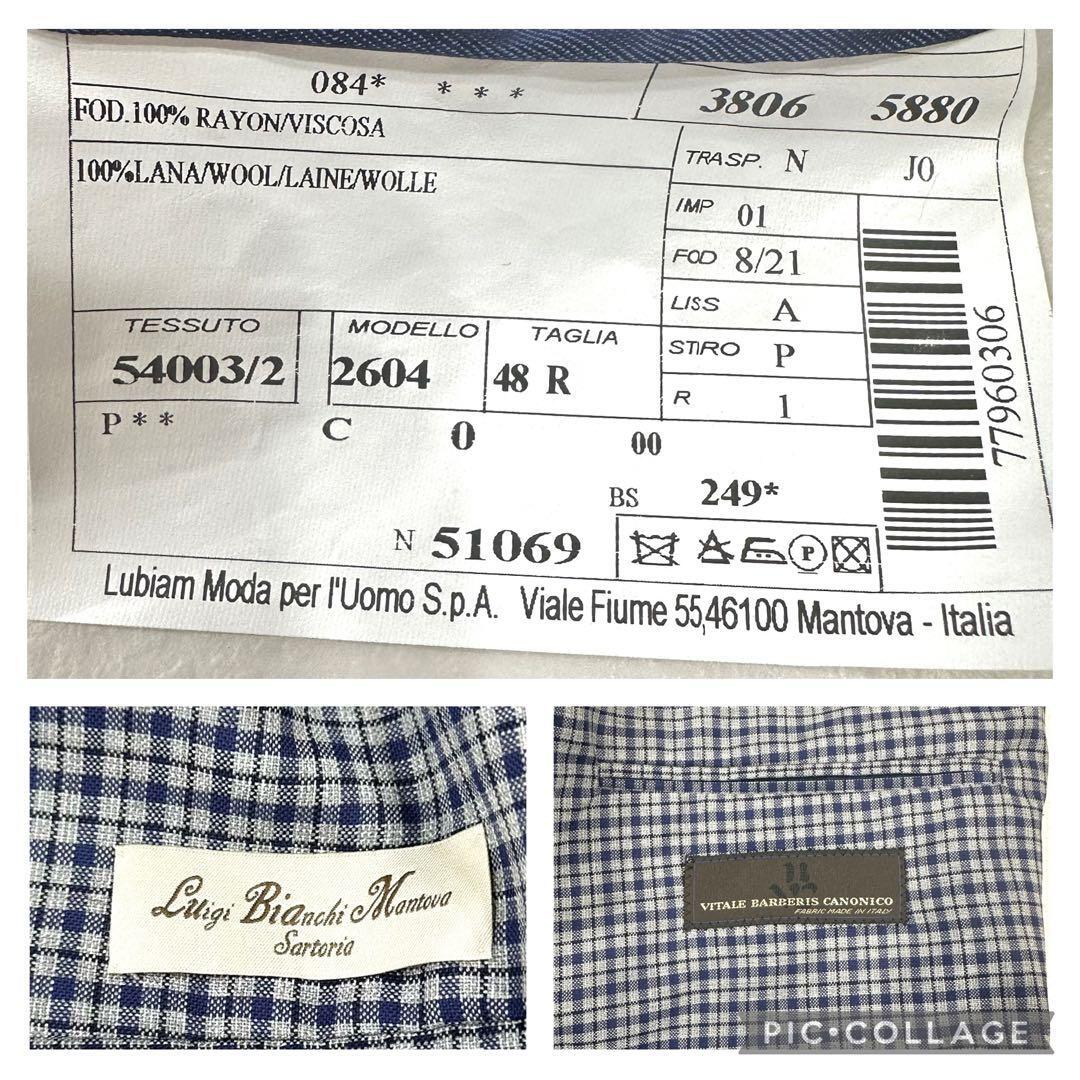 084* * * *
3806 5880
FOD.100% RAYON/VISCOSA
100%LANA/WOOL/LAINE/WOLLE
TRASP. N J0
IMP 01
FOD 8/21
LISS A
STIRO P
R 1
TESSUTO MODELLO TAGLIA
54003/2 2604 48 R
P** C 0 00
BS 249*
N 51069
P
77960306
Lubiam Moda per l'Uomo S.p.A. Viale Fiume 55,46100 Mantova - Italia
Luigi Bianchi Mantova
Sartoria
VITALE BARBERIS CANONICO
FABRIC MADE IN ITALY
PIC•COLLAGE